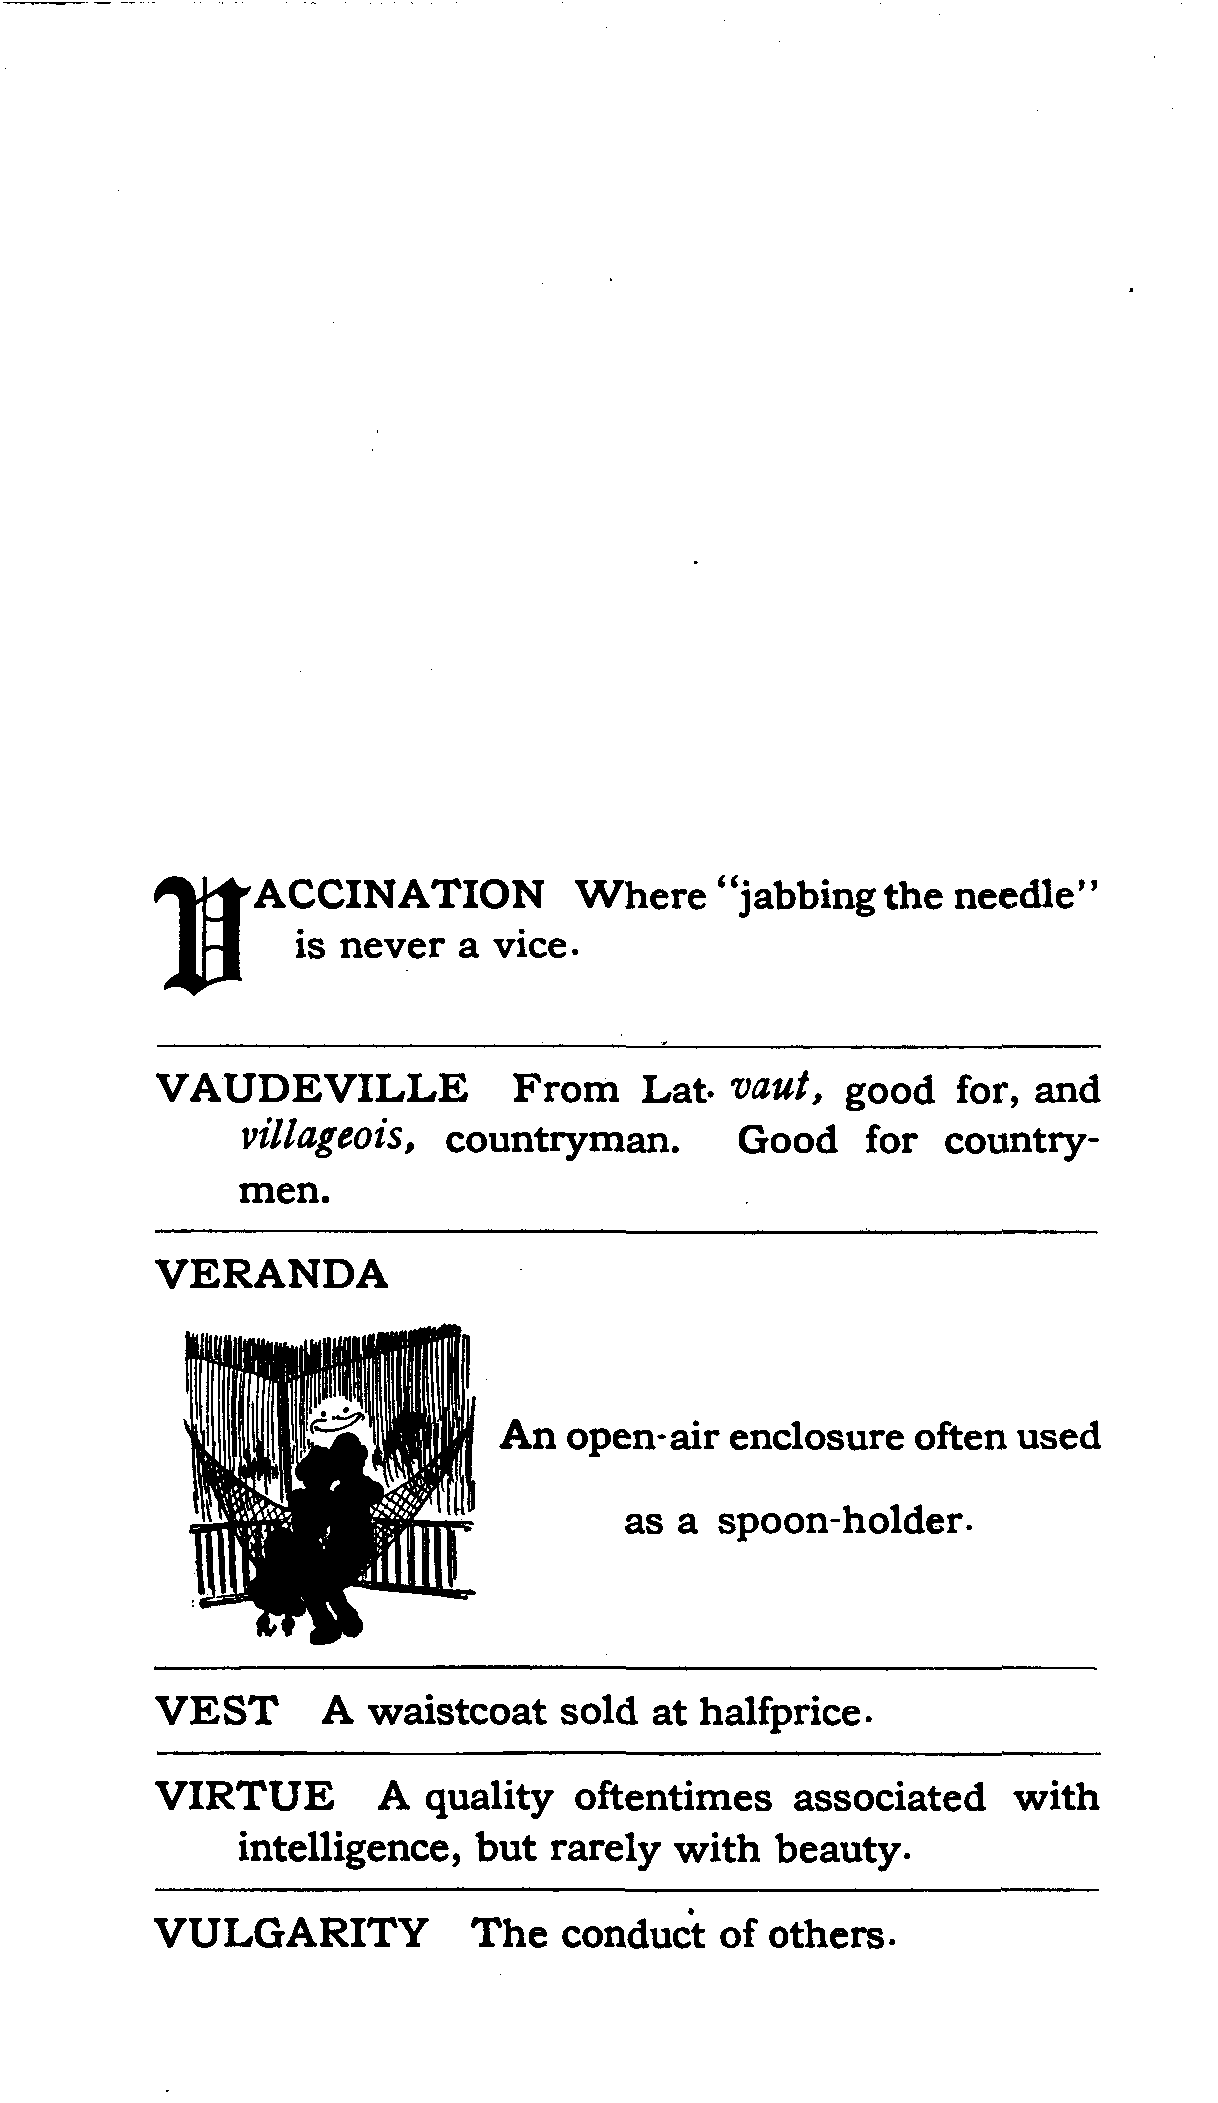 VACCINATION Where "jabbing the needle"
is never a vice.
VAUDEVILLE From Lat. vaut, good for, and
villageois, countryman. Good for country-
men.
VERANDA
An open-air enclosure often used
as a spoon-holder.
VEST A waistcoat sold at halfprice.
VIRTUE A quality oftentimes associated with
intelligence, but rarely with beauty.
VULGARITY The conduct of others.